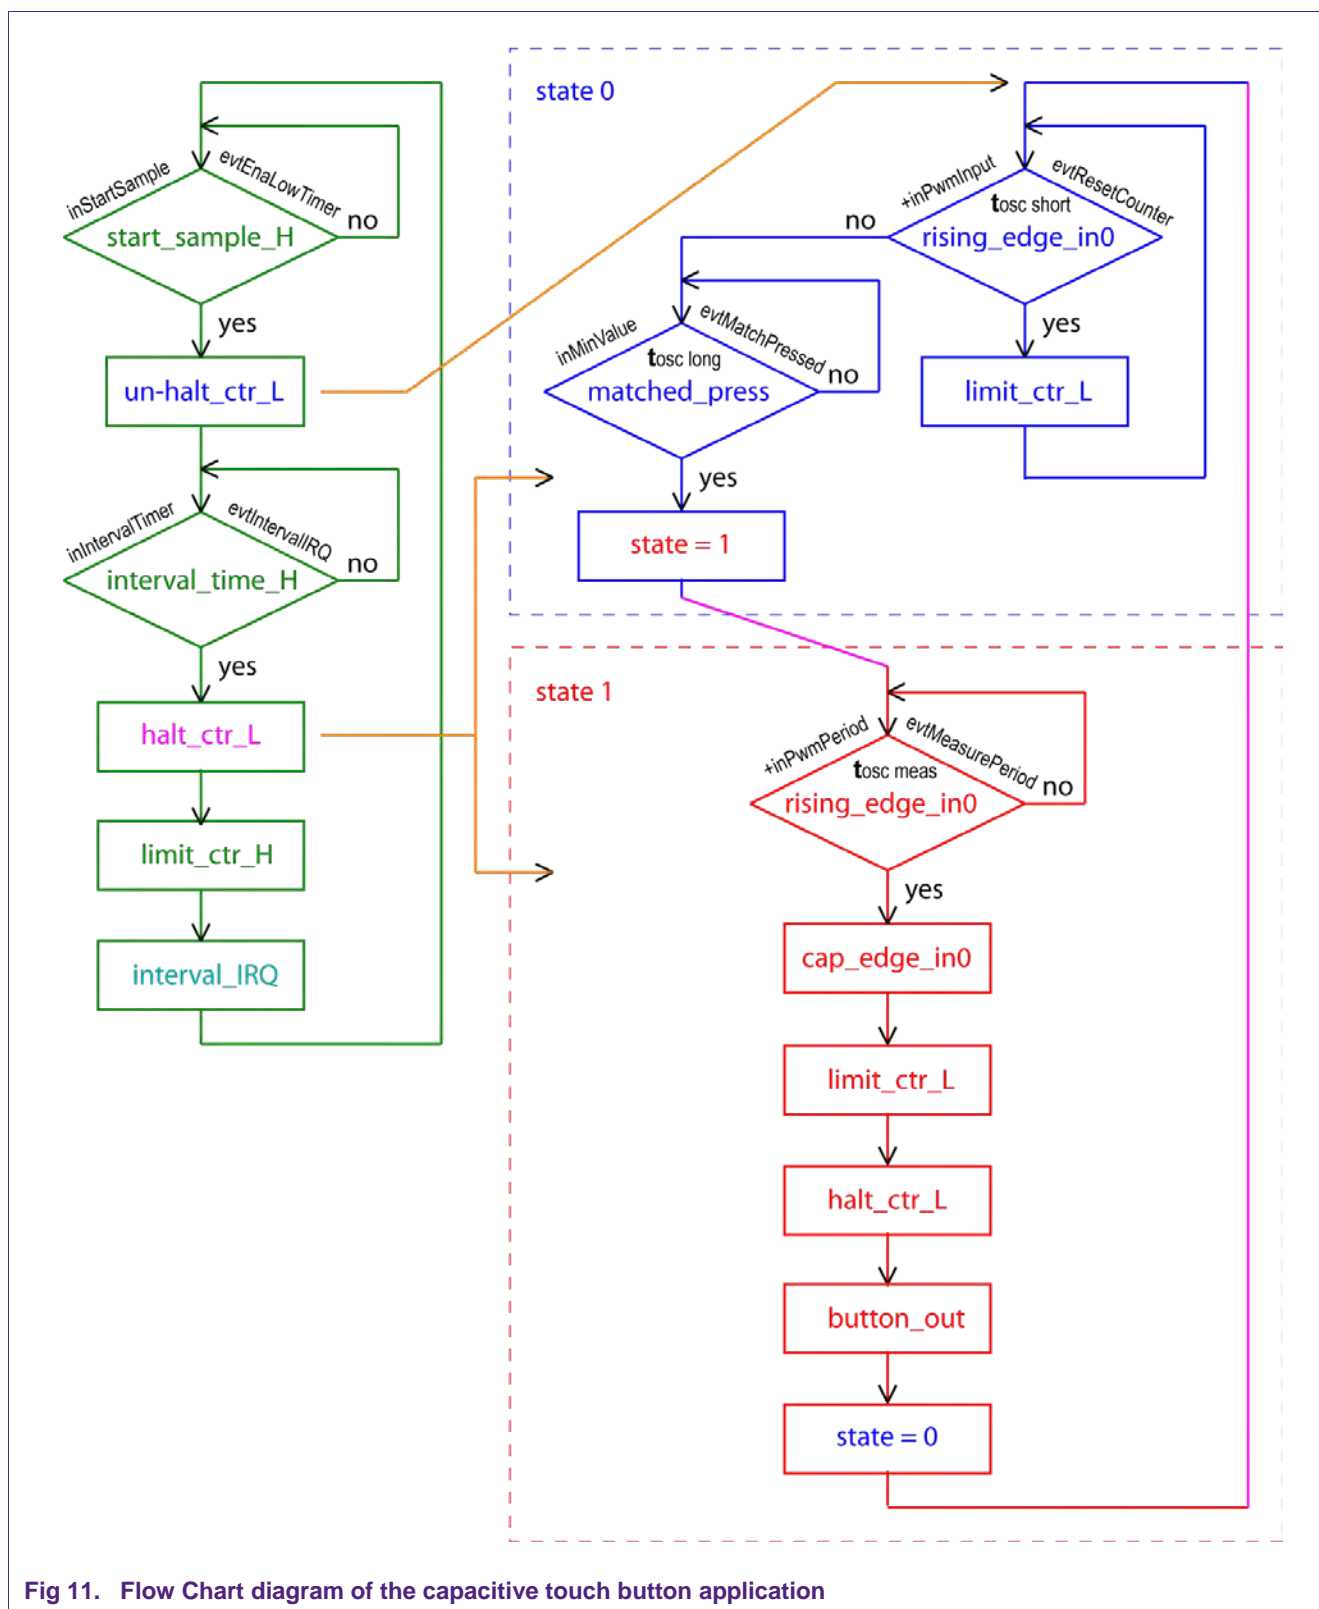 inStartSample
evtEnaLowTimer
start_sample_H
no
yes
un-halt_ctr_L
inIntervalTimer
evtIntervalIRQ
interval_time_H
no
yes
halt_ctr_L
limit_ctr_H
interval_IRQ
state 0
+inPwmInput
evtResetCounter
tosc short
rising_edge_in0
no
yes
limit_ctr_L
inMinValue
evtMatchPressed
tosc long
matched_press
no
yes
state = 1
state 1
+inPwmPeriod
evtMeasurePeriod
tosc meas
rising_edge_in0
no
yes
cap_edge_in0
limit_ctr_L
halt_ctr_L
button_out
state = 0
Fig 11. Flow Chart diagram of the capacitive touch button application